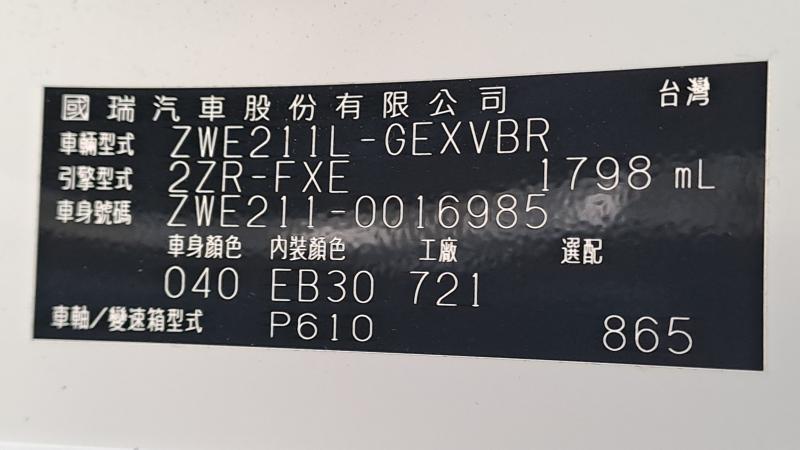 國瑞汽車股份有限公司 台灣
車輛型式 ZWE211L-GEXVBR
引擎型式 2ZR-FXE 1798 mL
車身號碼 ZWE211-0016985
車身顏色 內裝顏色 工廠 選配
040 EB30 721
車軸/變速箱型式 P610 865